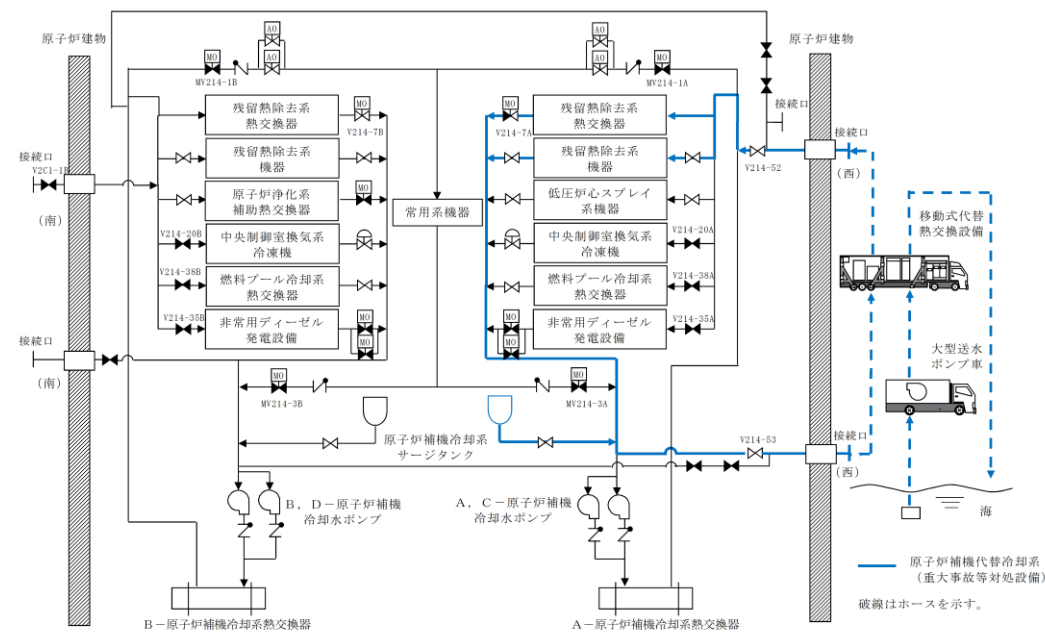 原子炉建物
AO
AO
MO
MV214-1B
AO
AO
MO
MV214-1A
原子炉建物
残留熱除去系
熱交換器
MO
V214-7B
残留熱除去系
機器
原子炉浄化系
補助熱交換器
MO
中央制御室換気系
冷凍機
V214-20B
燃料プール冷却系
熱交換器
V214-38B
非常用ディーゼル
発電設備
V214-35B
MO
MO
常用系機器
MO
V214-7A
残留熱除去系
熱交換器
残留熱除去系
機器
低圧炉心スプレイ
系機器
中央制御室換気系
冷凍機
V214-20A
燃料プール冷却系
熱交換器
V214-38A
非常用ディーゼル
発電設備
V214-35A
MO
MO
接続口
V2C1-1B
(南)
接続口
(南)
接続口
接続口
(西)
V214-52
移動式代替
熱交換設備
大型送水
ポンプ車
MO
MV214-3B
MO
MV214-3A
原子炉補機冷却系
サージタンク
V214-53
接続口
(西)
海
B,D-原子炉補機
冷却水ポンプ
A,C-原子炉補機
冷却水ポンプ
B-原子炉補機冷却系熱交換器
A-原子炉補機冷却系熱交換器
原子炉補機代替冷却系
(重大事故等対処設備)
破線はホースを示す。